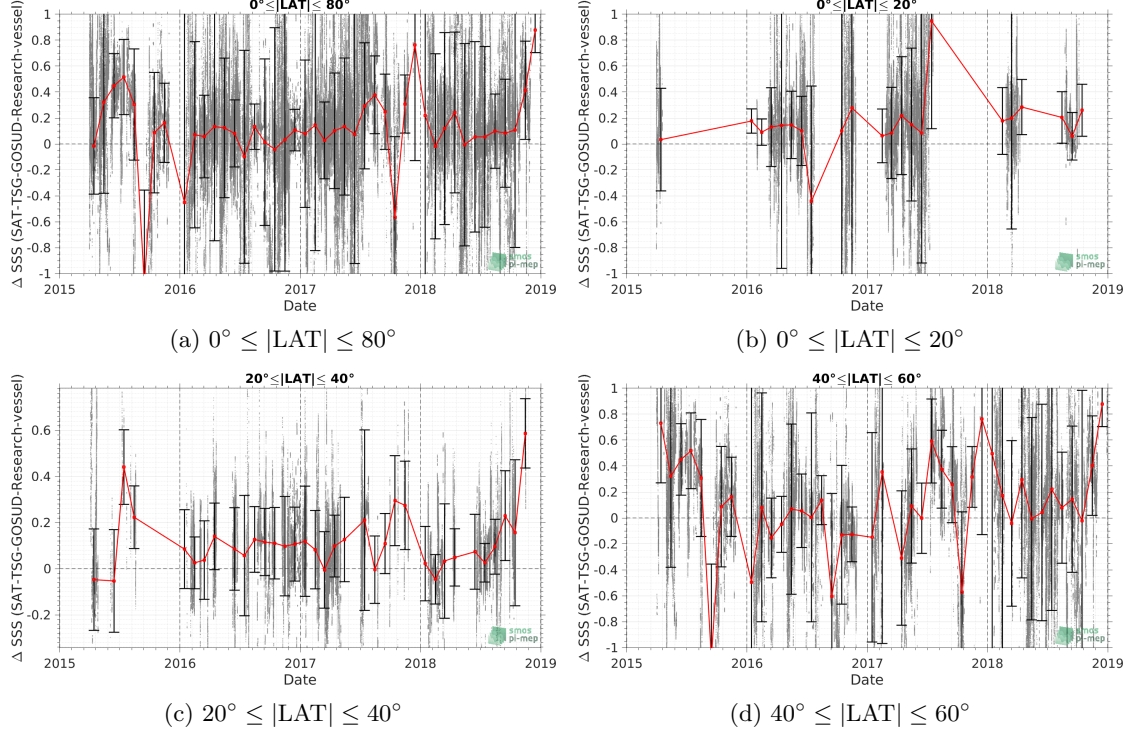 0°≤|LAT|≤ 80°
Δ SSS (SAT-TSG-GOSUD-Research-vessel)
1
0.8
0.6
0.4
0.2
0
-0.2
-0.4
-0.6
-0.8
-1
smos
pi-mep
2015
2016
2017
2018
2019
Date
(a) 0° ≤ |LAT| ≤ 80°
0°≤|LAT|≤ 20°
Δ SSS (SAT-TSG-GOSUD-Research-vessel)
1
0.8
0.6
0.4
0.2
0
-0.2
-0.4
-0.6
-0.8
-1
smos
pi-mep
2015
2016
2017
2018
2019
Date
(b) 0° ≤ |LAT| ≤ 20°
20°≤|LAT|≤ 40°
Δ SSS (SAT-TSG-GOSUD-Research-vessel)
0.6
0.4
0.2
0
-0.2
smos
pi-mep
2015
2016
2017
2018
2019
Date
(c) 20° ≤ |LAT| ≤ 40°
40°≤|LAT|≤ 60°
Δ SSS (SAT-TSG-GOSUD-Research-vessel)
1
0.8
0.6
0.4
0.2
0
-0.2
-0.4
-0.6
-0.8
-1
smos
pi-mep
2015
2016
2017
2018
2019
Date
(d) 40° ≤ |LAT| ≤ 60°